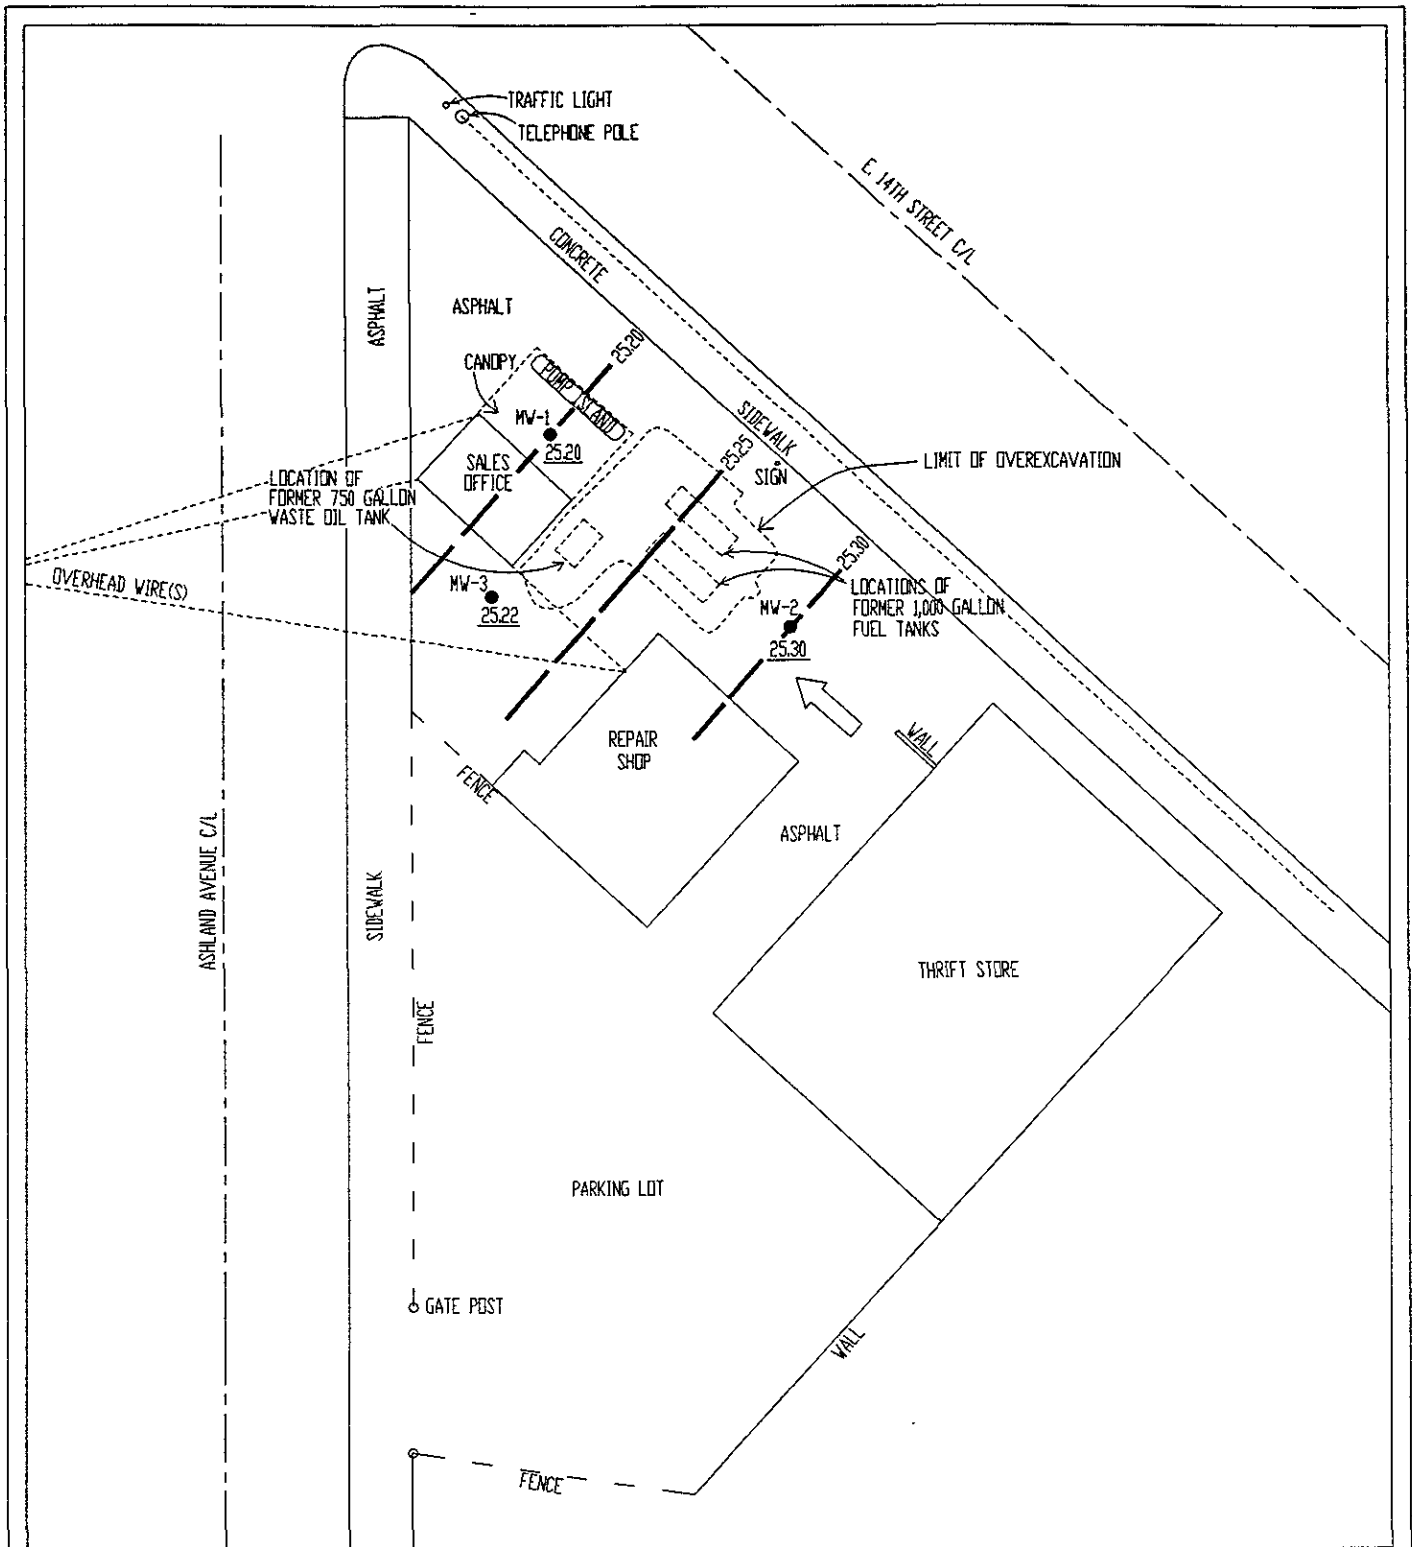 TRAFFIC LIGHT
TELEPHONE POLE
E. 14TH STREET C/L
CONCRETE
ASPHALT
ASPHALT
25.20
CANOPY
PUMP ISLAND
MW-1
25.20
SIDEWALK
25.25
SIGN
LIMIT OF OVEREXCAVATION
SALES
OFFICE
LOCATION OF
FORMER 750 GALLON
WASTE OIL TANK
25.30
OVERHEAD WIRE(S)
MW-3
25.22
LOCATIONS OF
FORMER 1,000 GALLON
FUEL TANKS
MW-2
25.30
REPAIR
SHOP
WALL
FENCE
ASPHALT
ASHLAND AVENUE C/L
SIDEWALK
THRIFT STORE
FENCE
PARKING LOT
GATE POST
WALL
FENCE